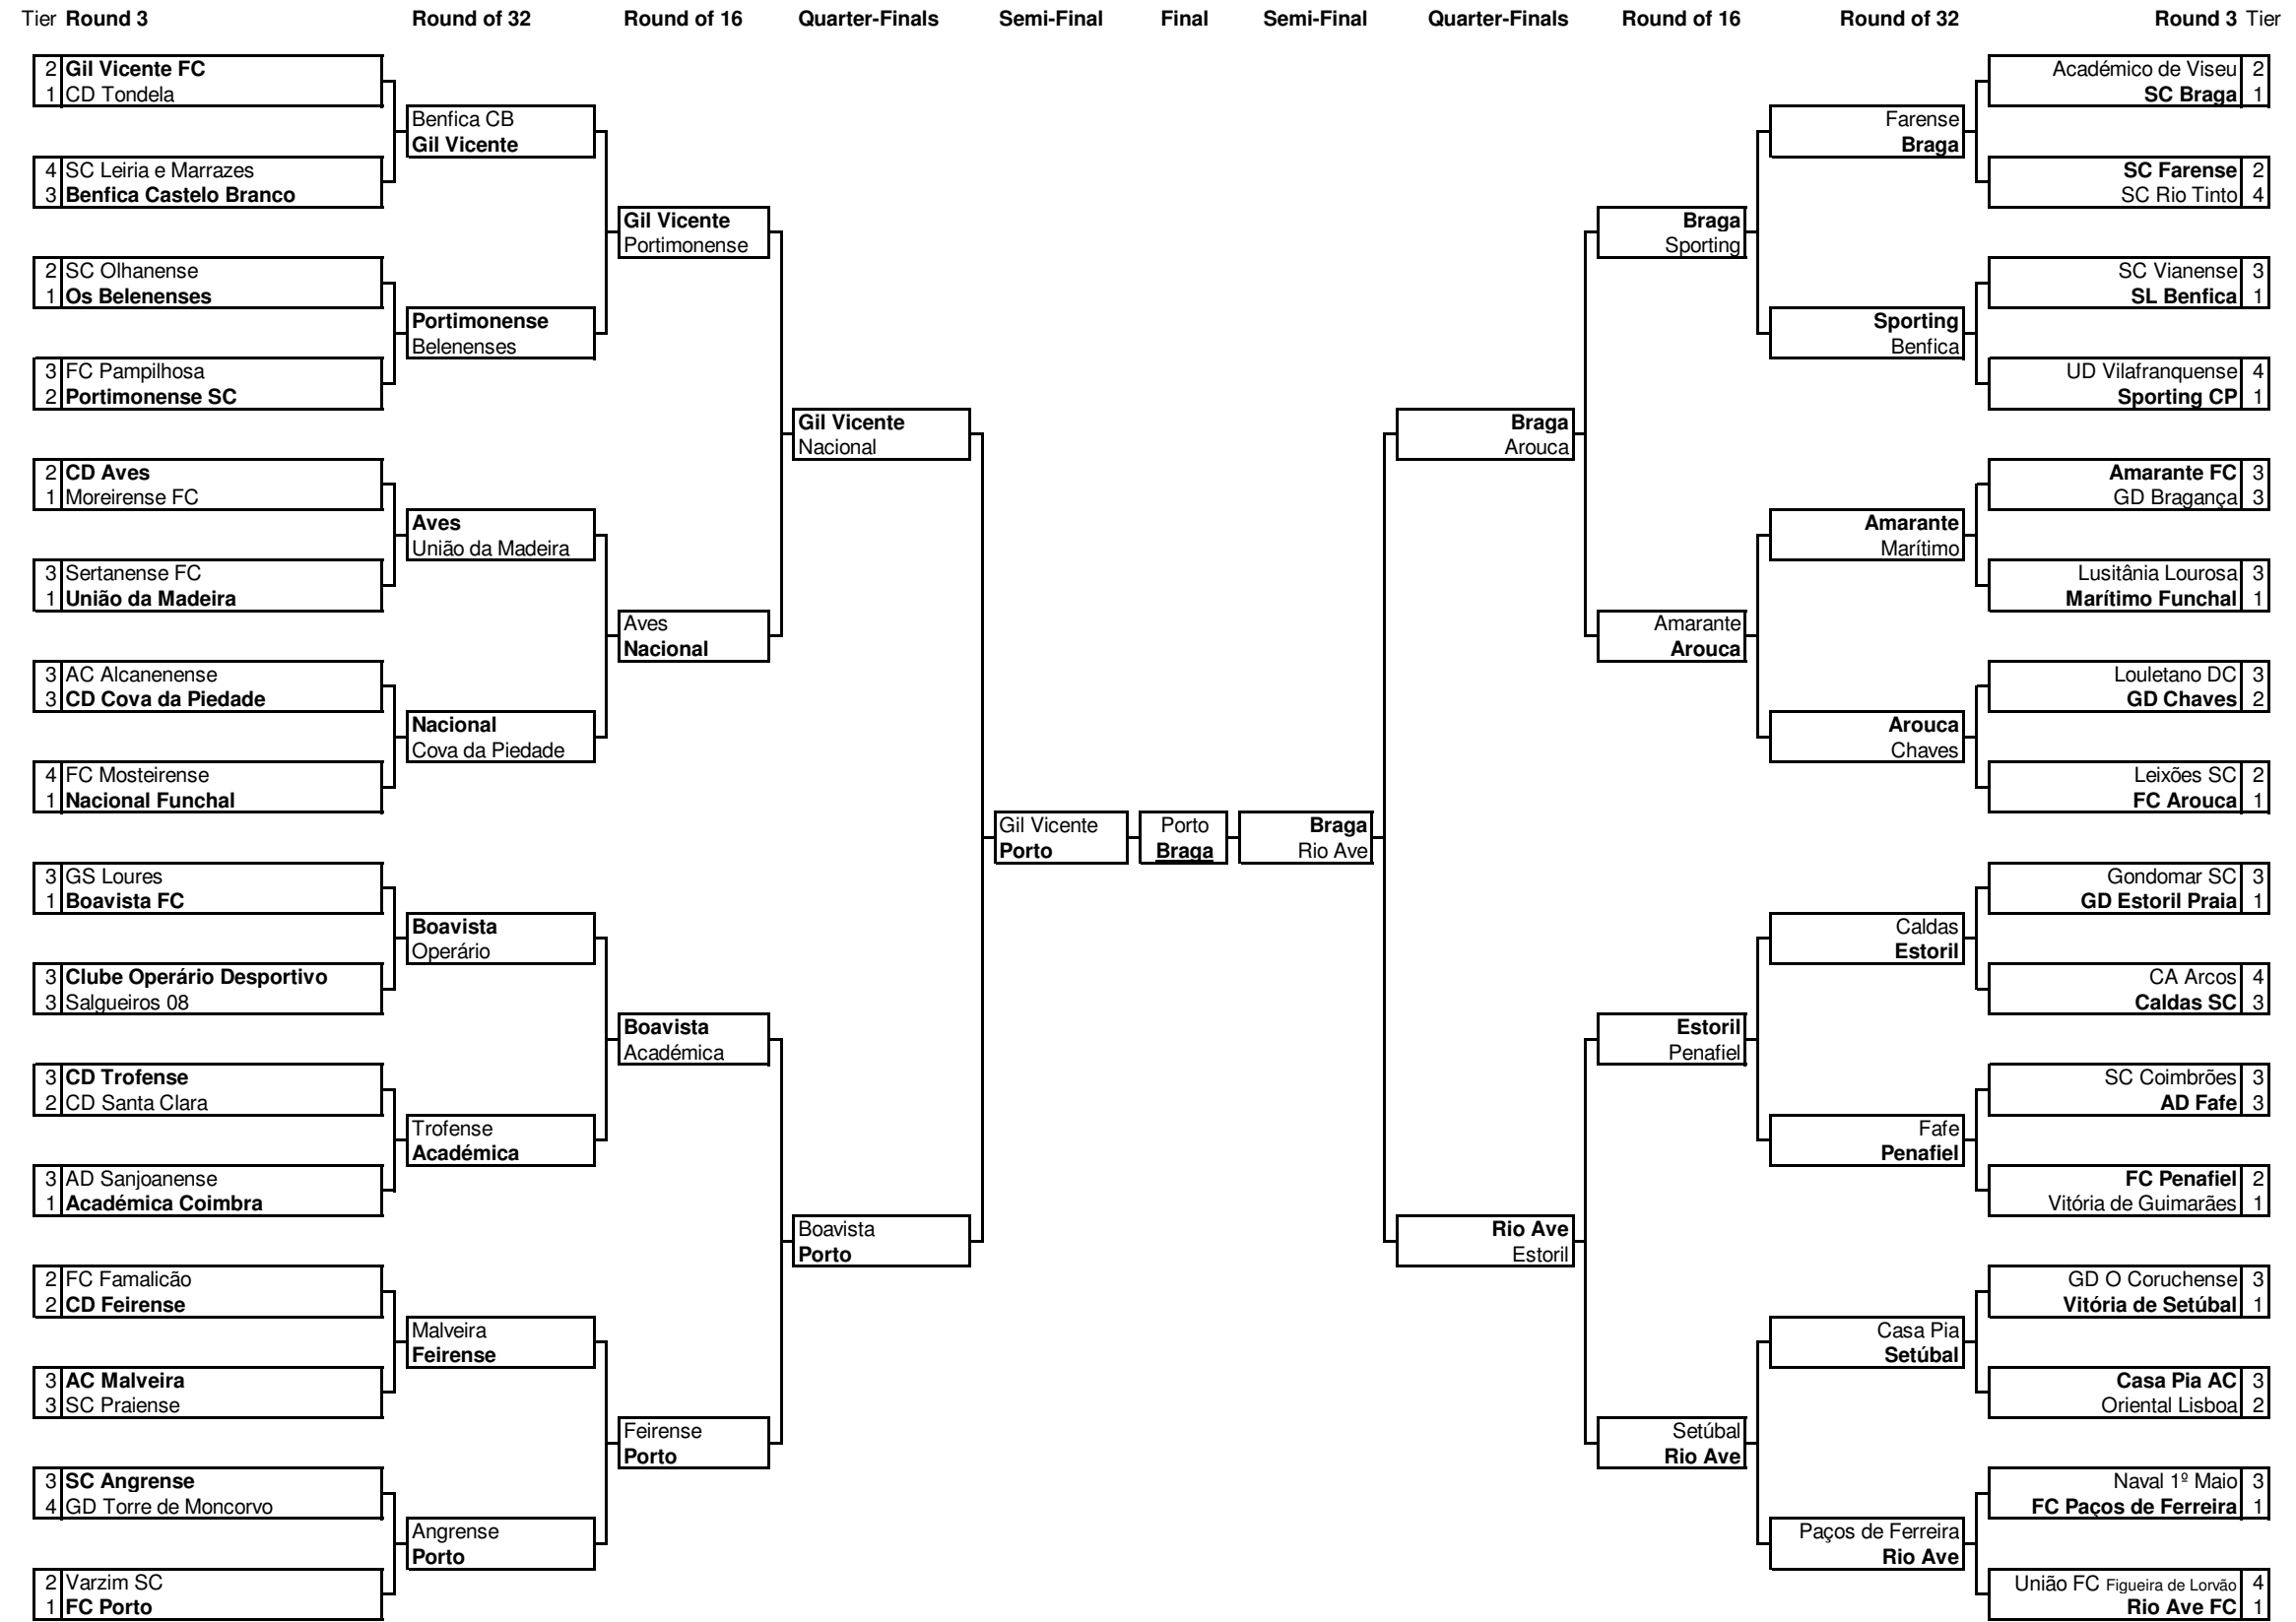 Tier Round 3 Round of 32 Round of 16 Quarter-Finals Semi-Final Final Semi-Final Quarter-Finals Round of 16 Round of 32 Round 3 Tier
2 Gil Vicente FC
1 CD Tondela
4 SC Leiria e Marrazes
3 Benfica Castelo Branco
2 SC Olhanense
1 Os Belenenses
3 FC Pampilhosa
2 Portimonense SC
2 CD Aves
1 Moreirense FC
3 Sertanense FC
1 União da Madeira
3 AC Alcanenense
3 CD Cova da Piedade
4 FC Mosteirense
1 Nacional Funchal
3 GS Loures
1 Boavista FC
3 Clube Operário Desportivo
3 Salgueiros 08
3 CD Trofense
2 CD Santa Clara
3 AD Sanjoanense
1 Académica Coimbra
2 FC Famalicão
2 CD Feirense
3 AC Malveira
3 SC Praiense
3 SC Angrense
4 GD Torre de Moncorvo
2 Varzim SC
1 FC Porto
Benfica CB
Gil Vicente
Portimonense
Belenenses
Aves
União da Madeira
Nacional
Cova da Piedade
Boavista
Operário
Trofense
Académica
Malveira
Feirense
Angrense
Porto
Gil Vicente
Portimonense
Aves
Nacional
Boavista
Académica
Feirense
Porto
Gil Vicente
Nacional
Boavista
Porto
Gil Vicente
Porto
Porto
Braga
Braga
Rio Ave
Braga
Arouca
Rio Ave
Estoril
Braga
Sporting
Amarante
Arouca
Estoril
Penafiel
Setúbal
Rio Ave
Farense
Braga
Sporting
Benfica
Amarante
Marítimo
Arouca
Chaves
Caldas
Estoril
Fafe
Penafiel
Casa Pia
Setúbal
Paços de Ferreira
Rio Ave
Académico de Viseu 2
SC Braga 1
SC Farense 2
SC Rio Tinto 4
SC Vianense 3
SL Benfica 1
UD Vilafranquense 4
Sporting CP 1
Amarante FC 3
GD Bragança 3
Lusitânia Lourosa 3
Marítimo Funchal 1
Louletano DC 3
GD Chaves 2
Leixões SC 2
FC Arouca 1
Gondomar SC 3
GD Estoril Praia 1
CA Arcos 4
Caldas SC 3
SC Coimbrões 3
AD Fafe 3
FC Penafiel 2
Vitória de Guimarães 1
GD O Coruchense 3
Vitória de Setúbal 1
Casa Pia AC 3
Oriental Lisboa 2
Naval 1º Maio 3
FC Paços de Ferreira 1
União FC Figueira de Lorvão 4
Rio Ave FC 1